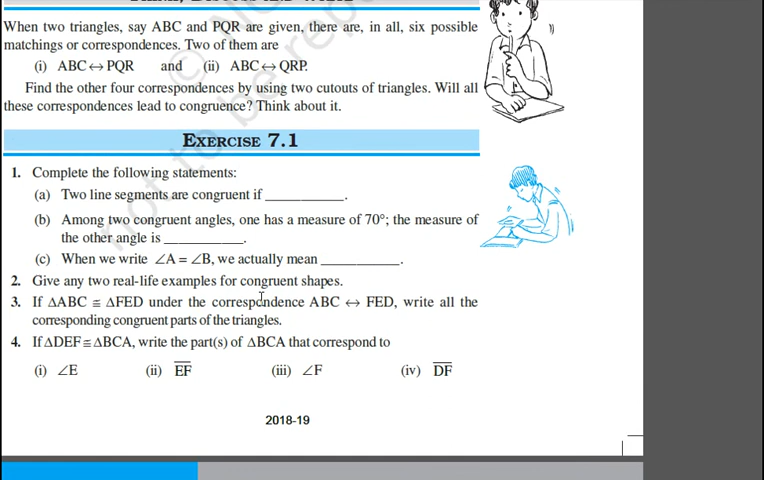 When two triangles, say ABC and PQR are given, there are, in all, six possible
matchings or correspondences. Two of them are
(i) ABC ↔ PQR and (ii) ABC ↔ QRP.
Find the other four correspondences by using two cutouts of triangles. Will all
these correspondences lead to congruence? Think about it.
EXERCISE 7.1
1. Complete the following statements:
(a) Two line segments are congruent if ___________.
(b) Among two congruent angles, one has a measure of 70°; the measure of
the other angle is ___________.
(c) When we write ∠A = ∠B, we actually mean ___________.
2. Give any two real-life examples for congruent shapes.
3. If ΔABC ≅ ΔFED under the correspondence ABC ↔ FED, write all the
corresponding congruent parts of the triangles.
4. If ΔDEF ≅ ΔBCA, write the part(s) of ΔBCA that correspond to
(i) ∠E (ii) E̅F̅ (iii) ∠F (iv) D̅F̅
2018-19